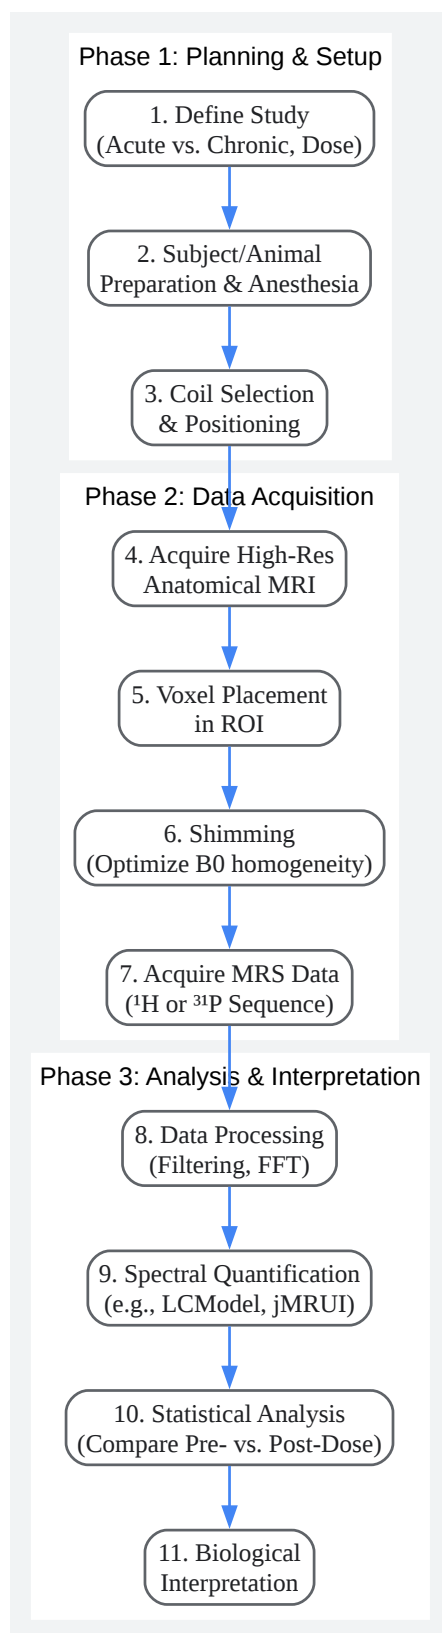 Phase 1: Planning & Setup
1. Define Study
(Acute vs. Chronic, Dose)
2. Subject/Animal
Preparation & Anesthesia
3. Coil Selection
& Positioning
Phase 2: Data Acquisition
4. Acquire High-Res
Anatomical MRI
5. Voxel Placement
in ROI
6. Shimming
(Optimize B0 homogeneity)
7. Acquire MRS Data
(¹H or ³¹P Sequence)
Phase 3: Analysis & Interpretation
8. Data Processing
(Filtering, FFT)
9. Spectral Quantification
(e.g., LCModel, jMRUI)
10. Statistical Analysis
(Compare Pre- vs. Post-Dose)
11. Biological
Interpretation